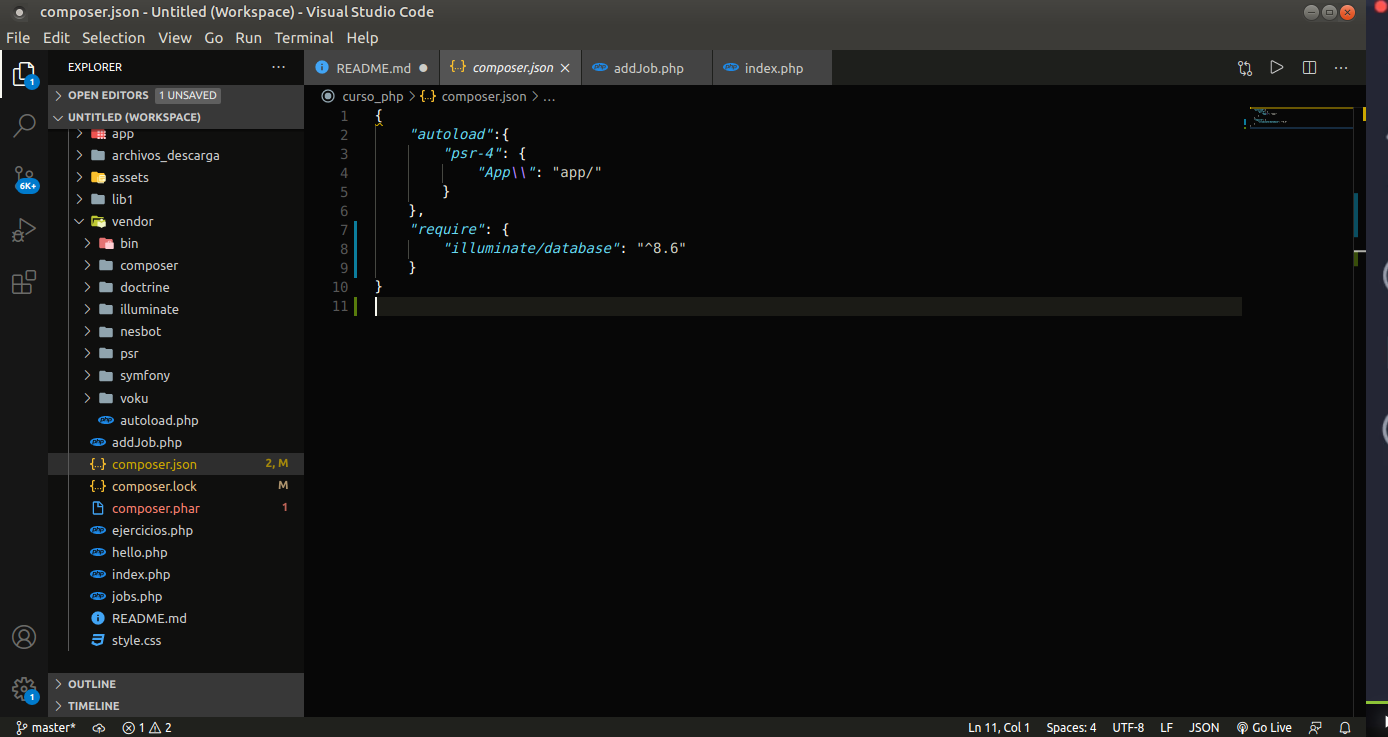 composer.json - Untitled (Workspace) - Visual Studio Code
File Edit Selection View Go Run Terminal Help
EXPLORER ···
OPEN EDITORS 1 UNSAVED
UNTITLED (WORKSPACE)
app
archivos_descarga
assets
lib1
vendor
bin
composer
doctrine
illuminate
nesbot
psr
symfony
voku
autoload.php
addJob.php
composer.json 2, M
composer.lock M
composer.phar 1
ejercicios.php
hello.php
index.php
jobs.php
README.md
style.css
OUTLINE
TIMELINE
1
6K+
1
README.md
composer.json
addJob.php
index.php
curso_php > {..} composer.json > ...
1 {
2 "autoload":{
3 "psr-4": {
4 "App\\": "app/"
5 }
6 },
7 "require": {
8 "illuminate/database": "^8.6"
9 }
10 }
11
master* 1 2
Ln 11, Col 1 Spaces: 4 UTF-8 LF JSON Go Live